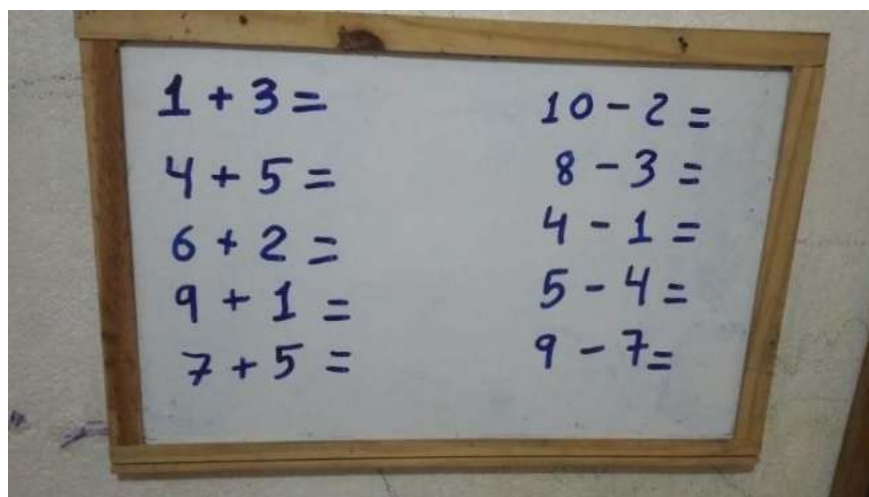 1 + 3 =
4 + 5 =
6 + 2 =
9 + 1 =
7 + 5 =
10 - 2 =
8 - 3 =
4 - 1 =
5 - 4 =
9 - 7 =